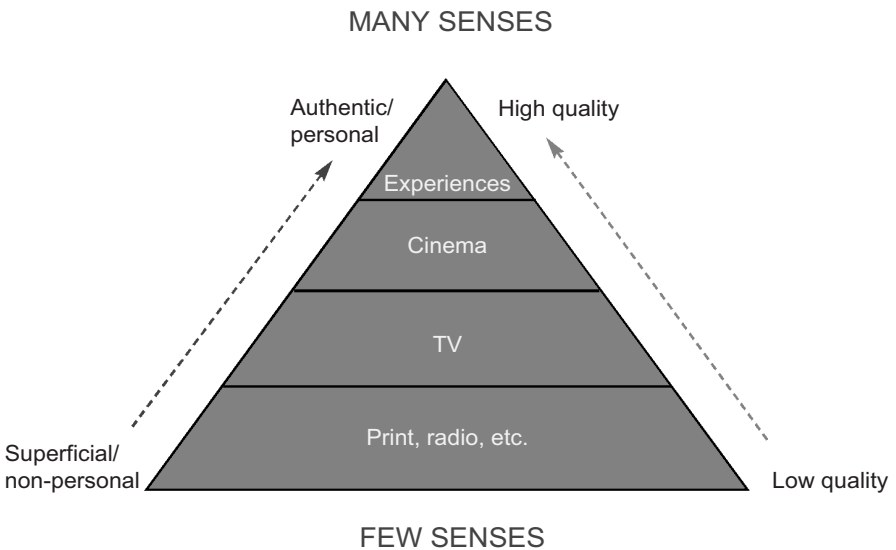 MANY SENSES
Authentic/
personal
High quality
Experiences
Cinema
TV
Print, radio, etc.
Superficial/
non-personal
Low quality
FEW SENSES